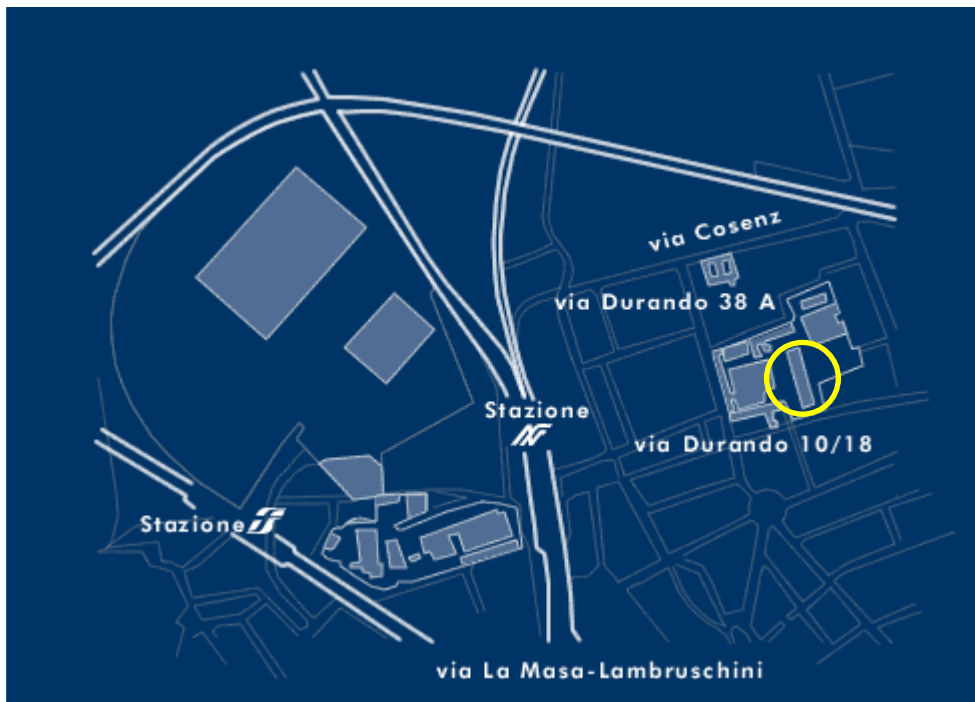 via Cosenz
via Durando 38 A
Stazione
via Durando 10/18
Stazione
via La Masa-Lambruschini